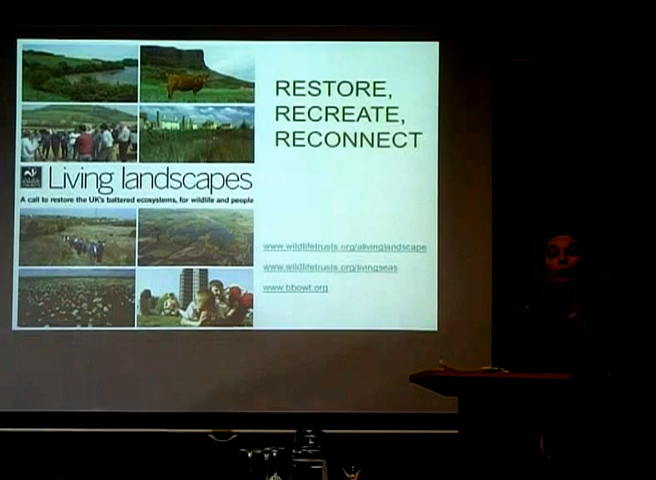 RESTORE,
RECREATE,
RECONNECT
Living landscapes
A call to restore the UK's battered ecosystems, for wildlife and people
www.wildlifetrusts.org/alivinglandscape
www.wildlifetrusts.org/livingseas
www.bbowt.org